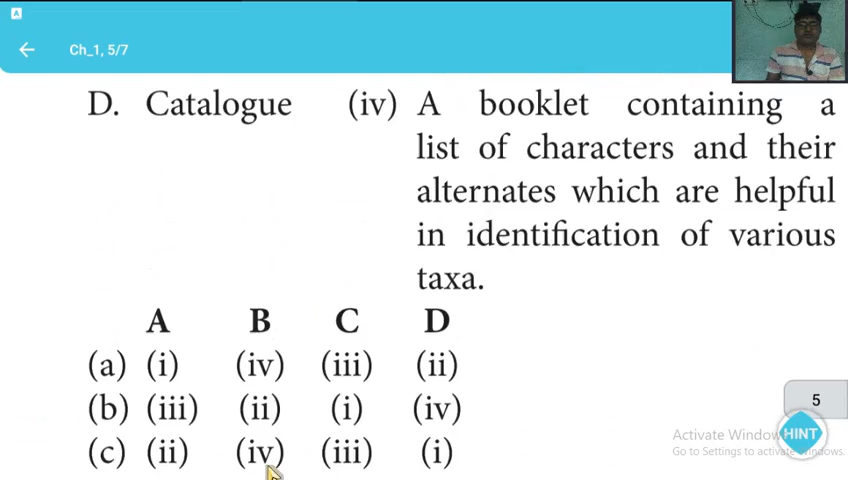 A
Ch_1, 5/7
D. Catalogue (iv) A booklet containing a
list of characters and their
alternates which are helpful
in identification of various
taxa.
A B C D
(a) (i) (iv) (iii) (ii)
(b) (iii) (ii) (i) (iv)
5
(c) (ii) (iv) (iii) (i)
HINT
Activate Windows
Go to Settings to activate Windows.